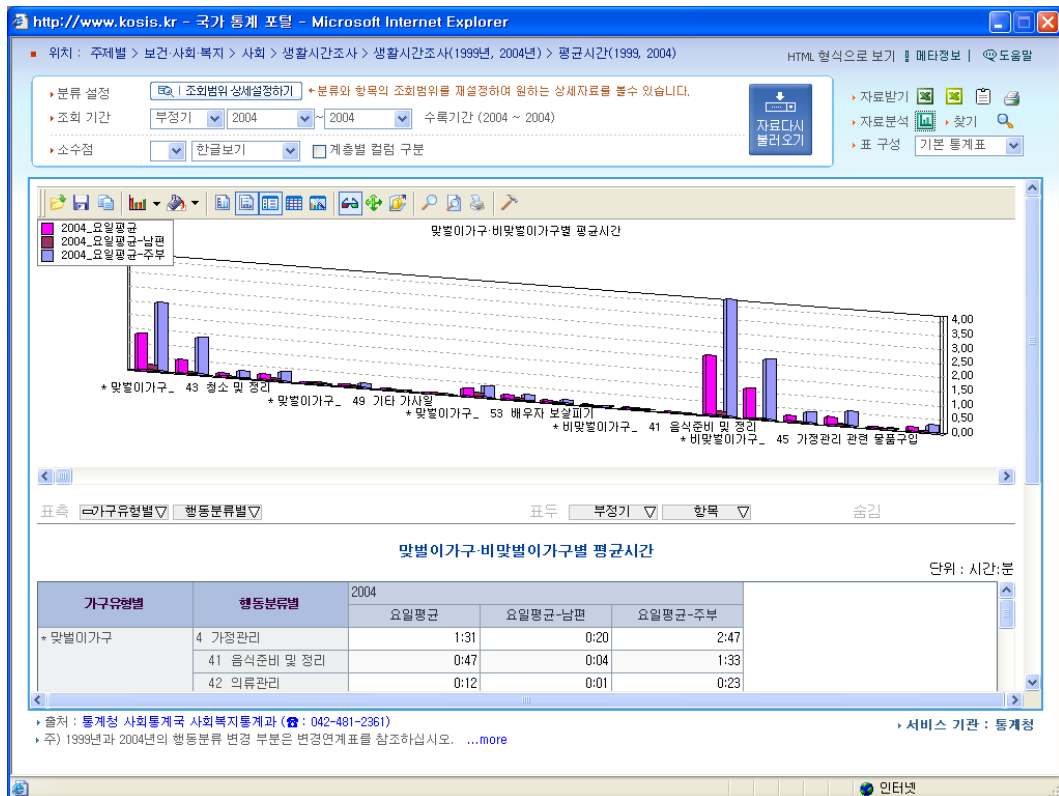 http://www.kosis.kr - 국가 통계 포털 - Microsoft Internet Explorer
위치 : 주제별 > 보건·사회·복지 > 사회 > 생활시간조사 > 생활시간조사(1999년, 2004년) > 평균시간(1999, 2004)
HTML 형식으로 보기 메타정보 | 도움말
분류 설정 조회범위 상세설정하기 *분류와 항목의 조회범위를 재설정하여 원하는 상세자료를 볼수 있습니다.
조회 기간 부정기 2004 ~ 2004 수록기간 (2004 ~ 2004)
소수점 한글보기 계층별 컬럼 구분
자료다시
불러오기
자료받기
자료분석 찾기
표 구성 기본 통계표
2004_요일평균
2004_요일평균-남편
2004_요일평균-주부
맞벌이가구·비맞벌이가구별 평균시간
4,00
3,50
3,00
2,50
2,00
1,50
1,00
0,50
0,00
* 맞벌이가구_ 43 청소 및 정리
* 맞벌이가구_ 49 기타 가사일
* 맞벌이가구_ 53 배우자 보살피기
* 비맞벌이가구_ 41 음식준비 및 정리
* 비맞벌이가구_ 45 가정관리 관련 물품구입
표측 가구유형별▽ 행동분류별▽ 표두 부정기 ▽ 항목 ▽ 숨김
맞벌이가구·비맞벌이가구별 평균시간
단위 : 시간:분
가구유형별 행동분류별 2004
요일평균 요일평균-남편 요일평균-주부
* 맞벌이가구 4 가정관리 1:31 0:20 2:47
41 음식준비 및 정리 0:47 0:04 1:33
42 의류관리 0:12 0:01 0:23
출처 : 통계청 사회통계국 사회복지통계과 (☎ : 042-481-2361)
서비스 기관 : 통계청
주) 1999년과 2004년의 행동분류 변경 부분은 변경연계표를 참조하십시오. ...more
인터넷